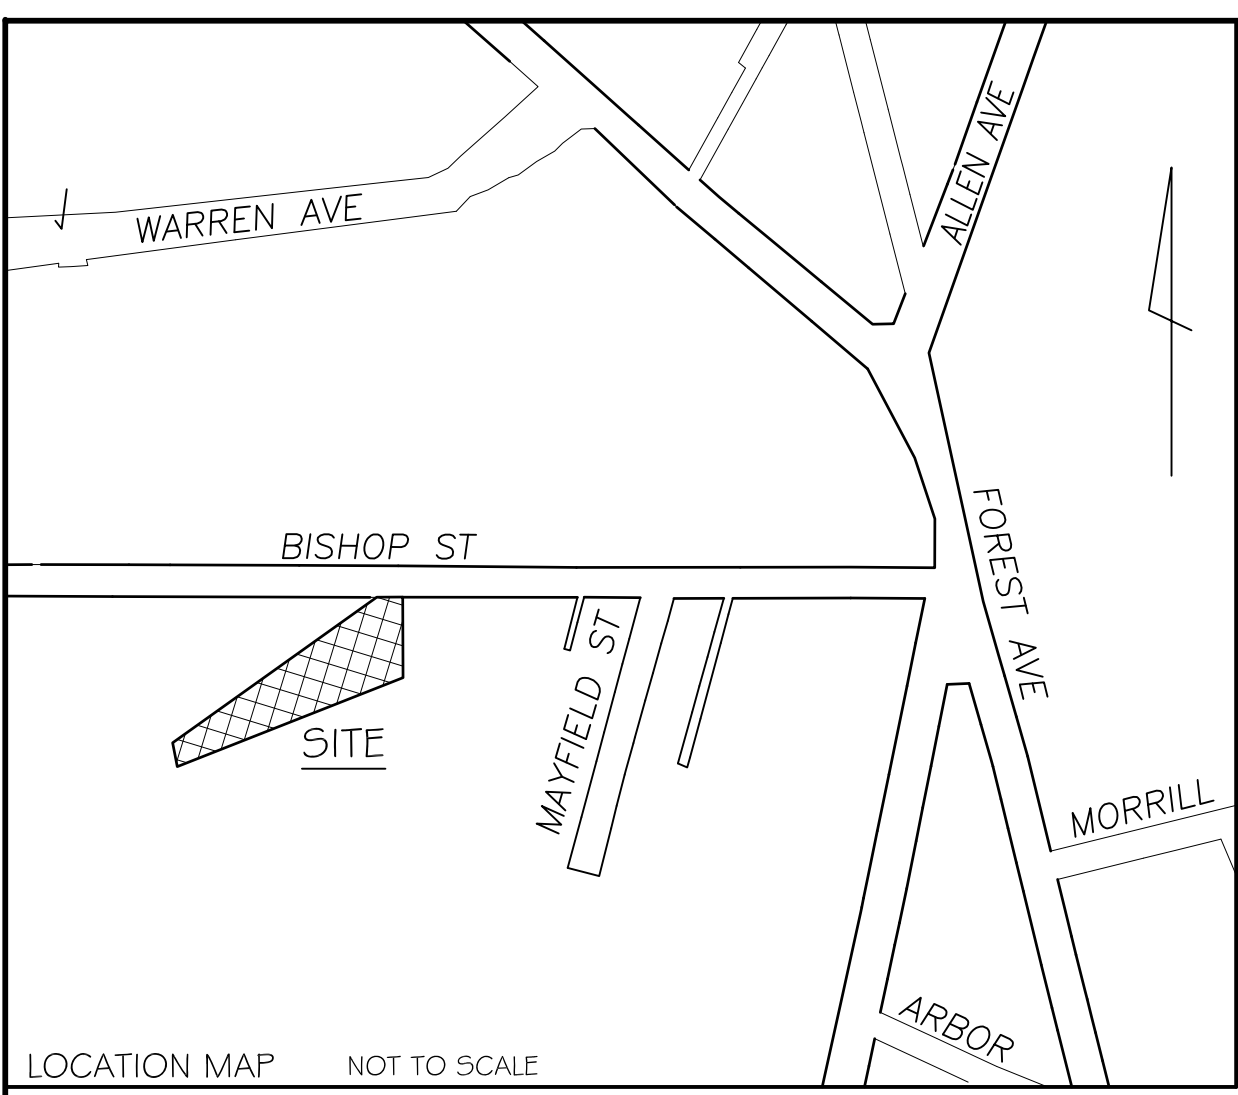 WARREN AVE
ALLEN AVE
FOREST AVE
BISHOP ST
MAYFIELD ST
SITE
MORRILL
ARBOR
LOCATION MAP NOT TO SCALE